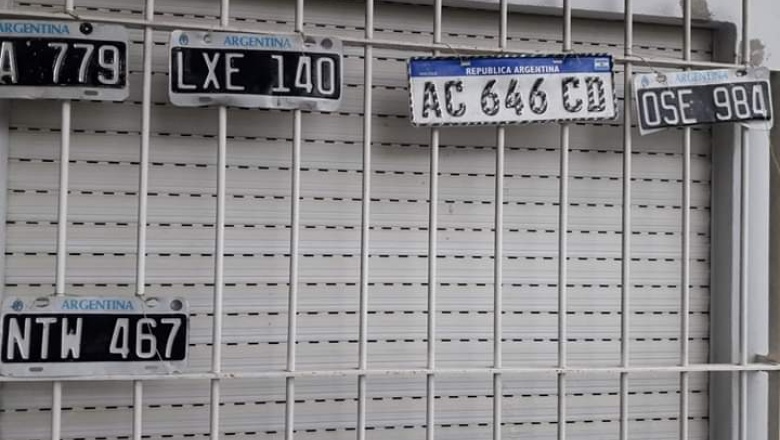 ARGENTINA
A 779
ARGENTINA
LXE 140
REPUBLICA ARGENTINA
AC 646 CD
ARGENTINA
OSE 984
ARGENTINA
NTW 467